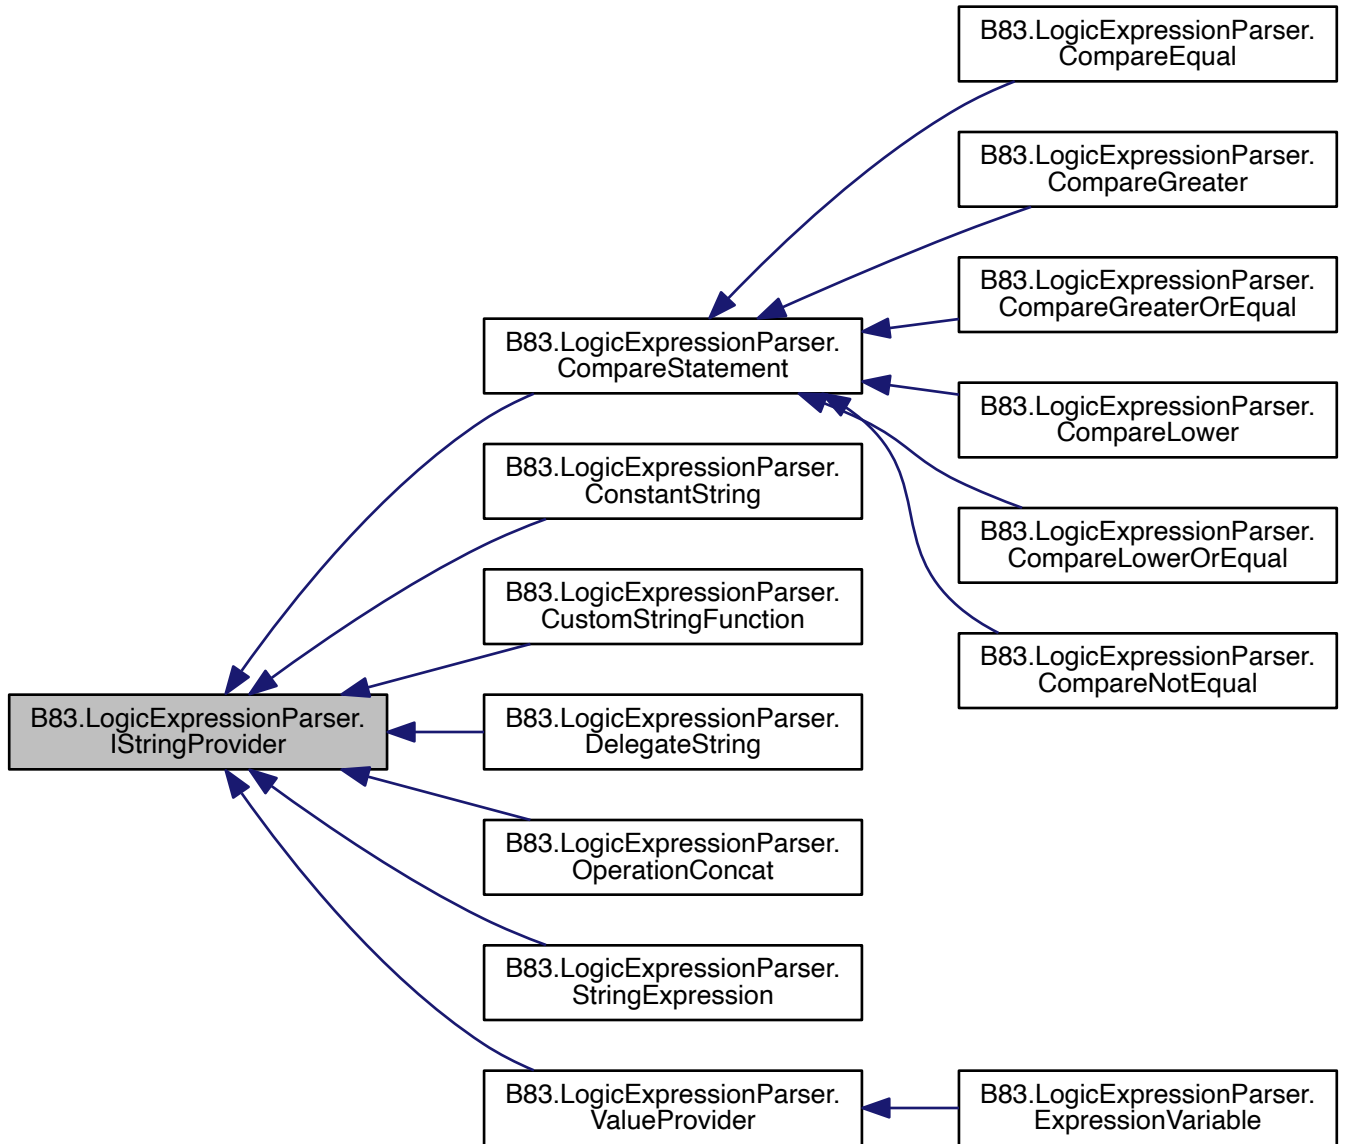 B83.LogicExpressionParser.
CompareEqual
B83.LogicExpressionParser.
CompareGreater
B83.LogicExpressionParser.
CompareGreaterOrEqual
B83.LogicExpressionParser.
CompareStatement
B83.LogicExpressionParser.
CompareLower
B83.LogicExpressionParser.
ConstantString
B83.LogicExpressionParser.
CompareLowerOrEqual
B83.LogicExpressionParser.
CustomStringFunction
B83.LogicExpressionParser.
CompareNotEqual
B83.LogicExpressionParser.
IStringProvider
B83.LogicExpressionParser.
DelegateString
B83.LogicExpressionParser.
OperationConcat
B83.LogicExpressionParser.
StringExpression
B83.LogicExpressionParser.
ValueProvider
B83.LogicExpressionParser.
ExpressionVariable